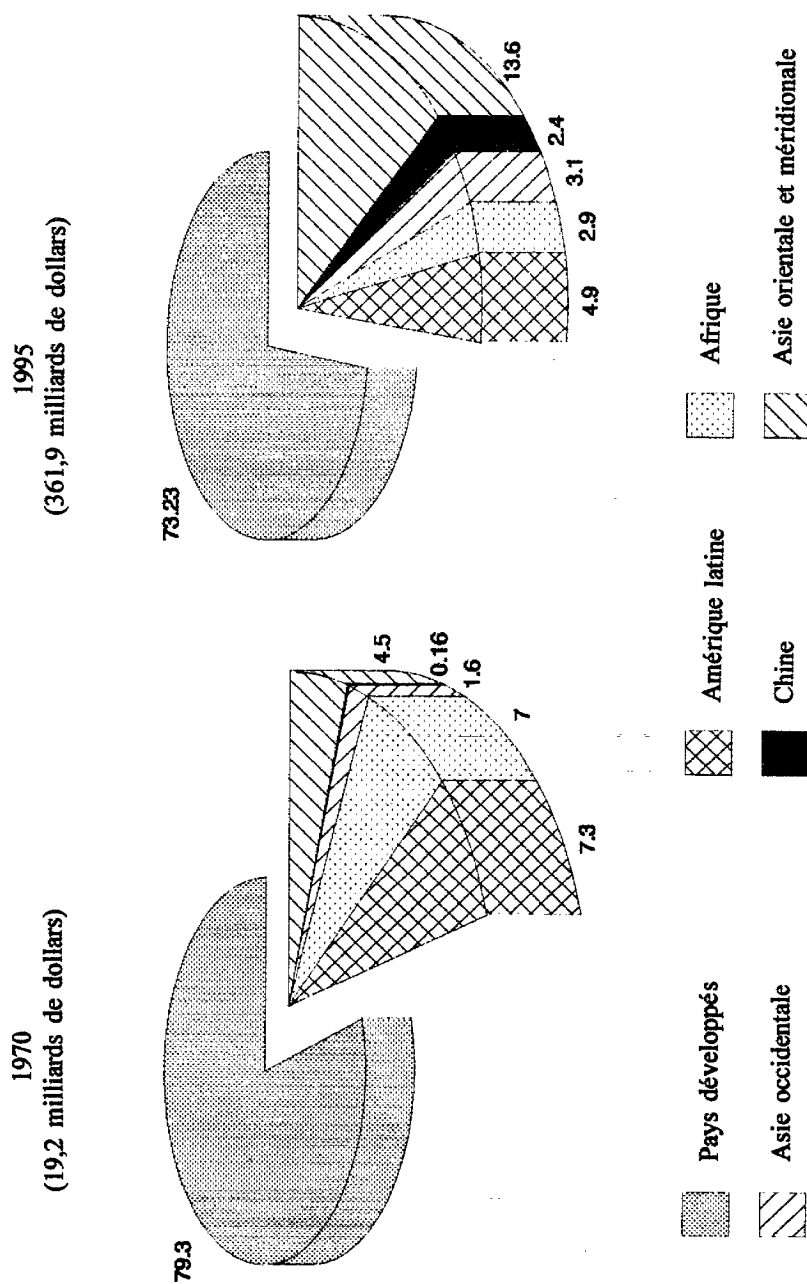 1970
(19,2 milliards de dollars)
79.3
4.5
0.16
1.6
7
7.3
1995
(361,9 milliards de dollars)
73.23
13.6
2.4
3.1
2.9
4.9
Pays développés
Amérique latine
Afrique
Asie occidentale
Chine
Asie orientale et méridionale